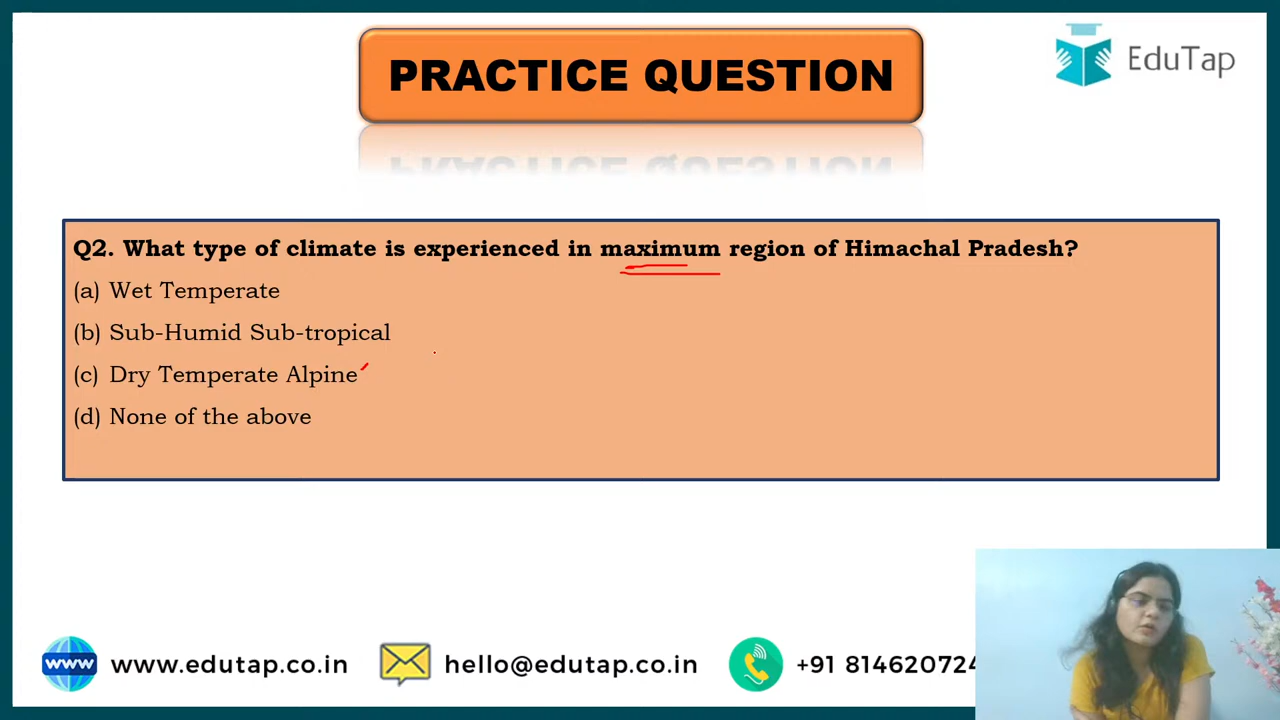 PRACTICE QUESTION
EduTap
Q2. What type of climate is experienced in maximum region of Himachal Pradesh?
(a) Wet Temperate
(b) Sub-Humid Sub-tropical
(c) Dry Temperate Alpine
(d) None of the above
www www.edutap.co.in hello@edutap.co.in +91 814620724